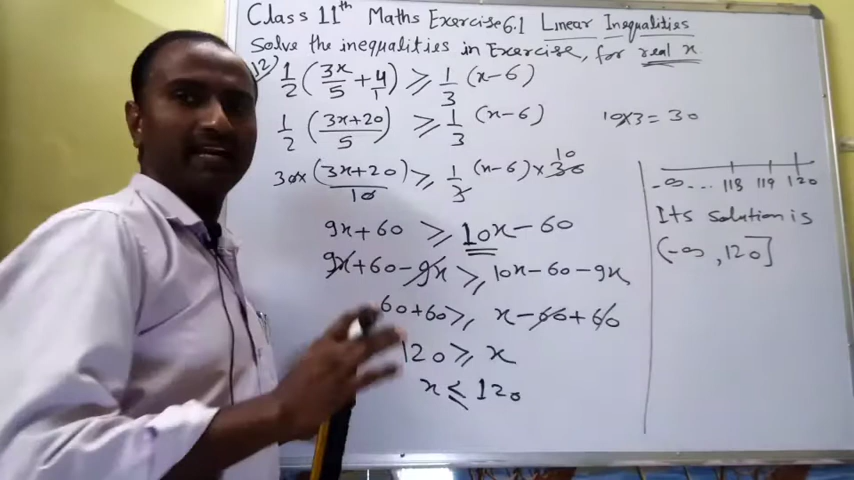 Class 11th Maths Exercise 6.1 Linear Inequalities
Solve the inequalities in Exercise, for real x.
12) 1/2 (3x/5 + 4/1) ⩾ 1/3 (x-6)
1/2 (3x+20/5) ⩾ 1/3 (x-6)
30x (3x+20)/10 ⩾ 1/3 (x-6) x 30 10
9x+60 ⩾ 10x-60
9x+60-9x ⩾ 10x-60-9x
60+60 ⩾ x-60+60
120 ⩾ x
x ⩽ 120
10x3 = 30
-∞ ... 118 119 120
Its solution is
(-∞, 120]